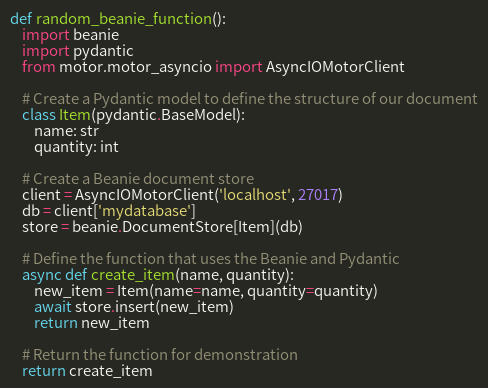 def random_beanie_function():
    import beanie
    import pydantic
    from motor.motor_asyncio import AsyncIOMotorClient

    # Create a Pydantic model to define the structure of our document
    class Item(pydantic.BaseModel):
        name: str
        quantity: int

    # Create a Beanie document store
    client = AsyncIOMotorClient('localhost', 27017)
    db = client['mydatabase']
    store = beanie.DocumentStore[Item](db)

    # Define the function that uses the Beanie and Pydantic
    async def create_item(name, quantity):
        new_item = Item(name=name, quantity=quantity)
        await store.insert(new_item)
        return new_item

    # Return the function for demonstration
    return create_item